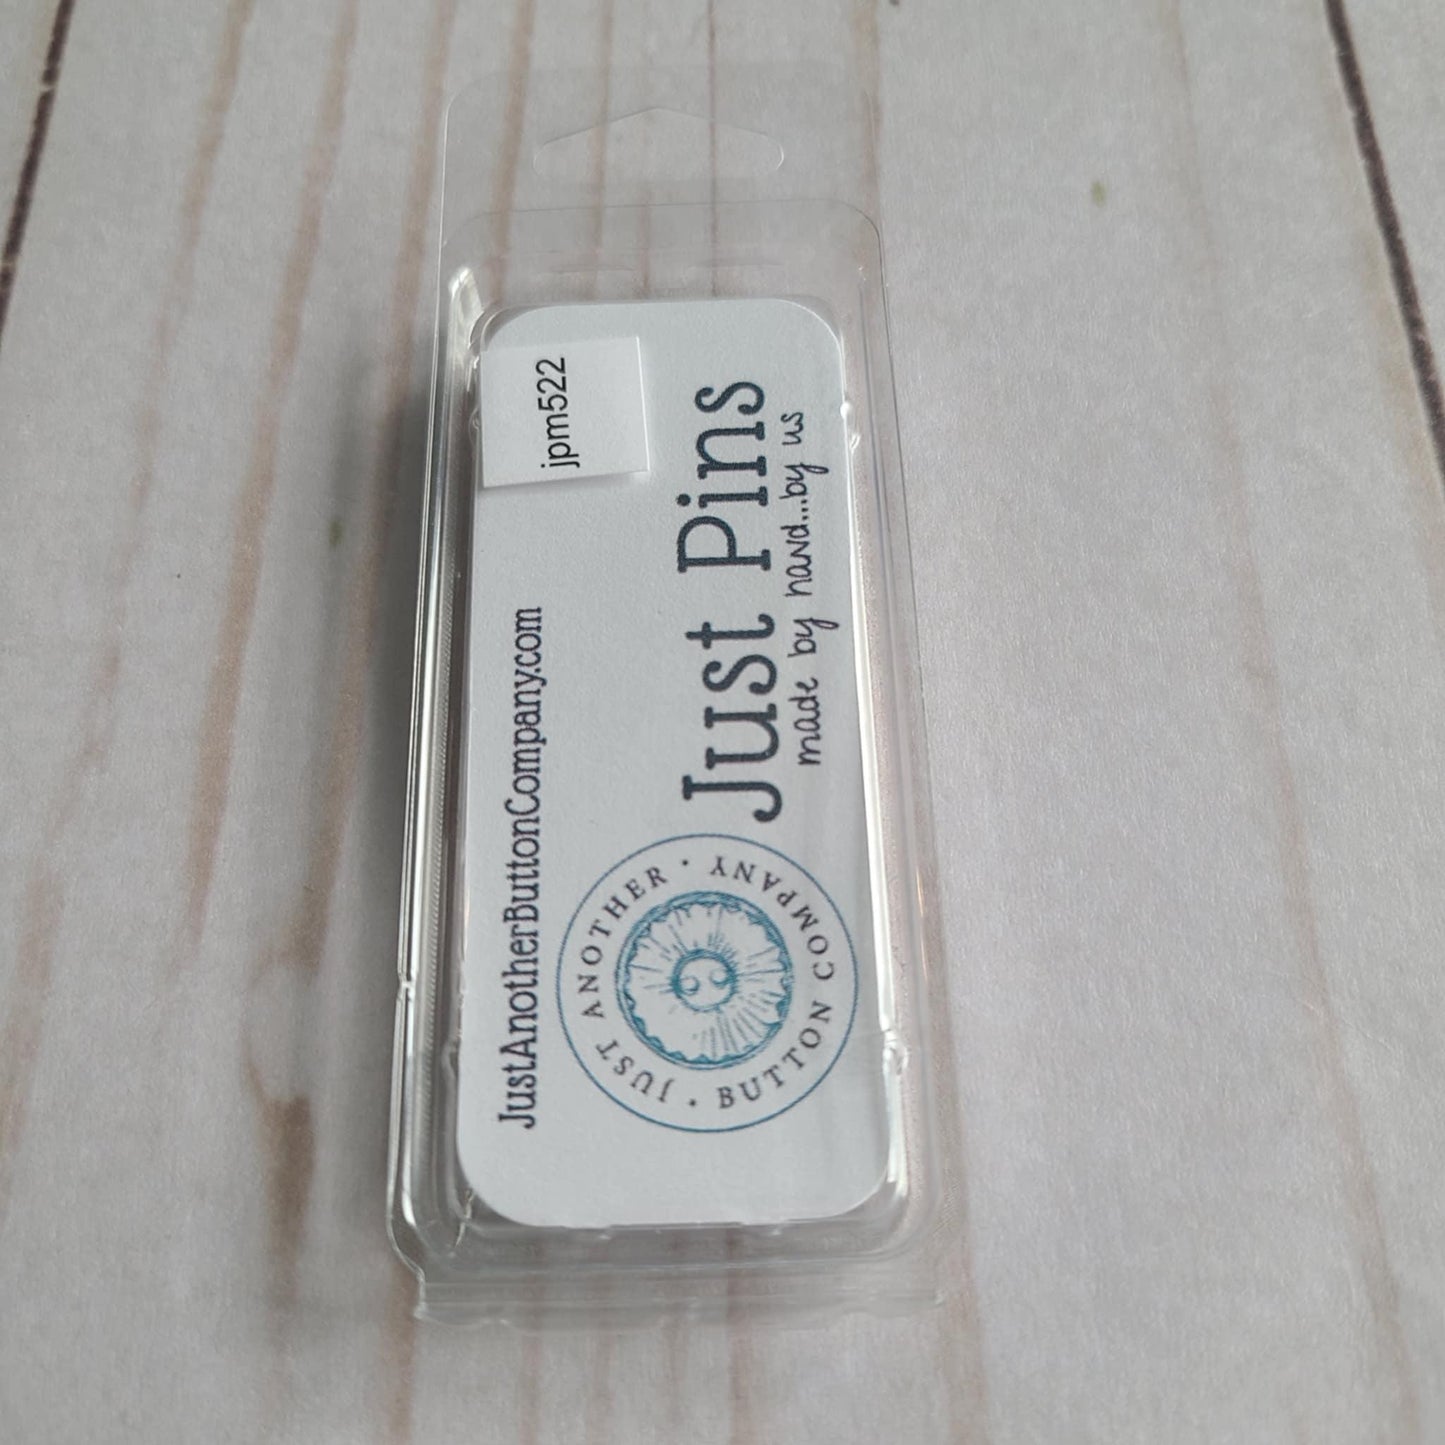 jpm522
JustAnotherButtonCompany.com
Just Pins
made by hand...by us
JUST ANOTHER • BUTTON COMPANY •